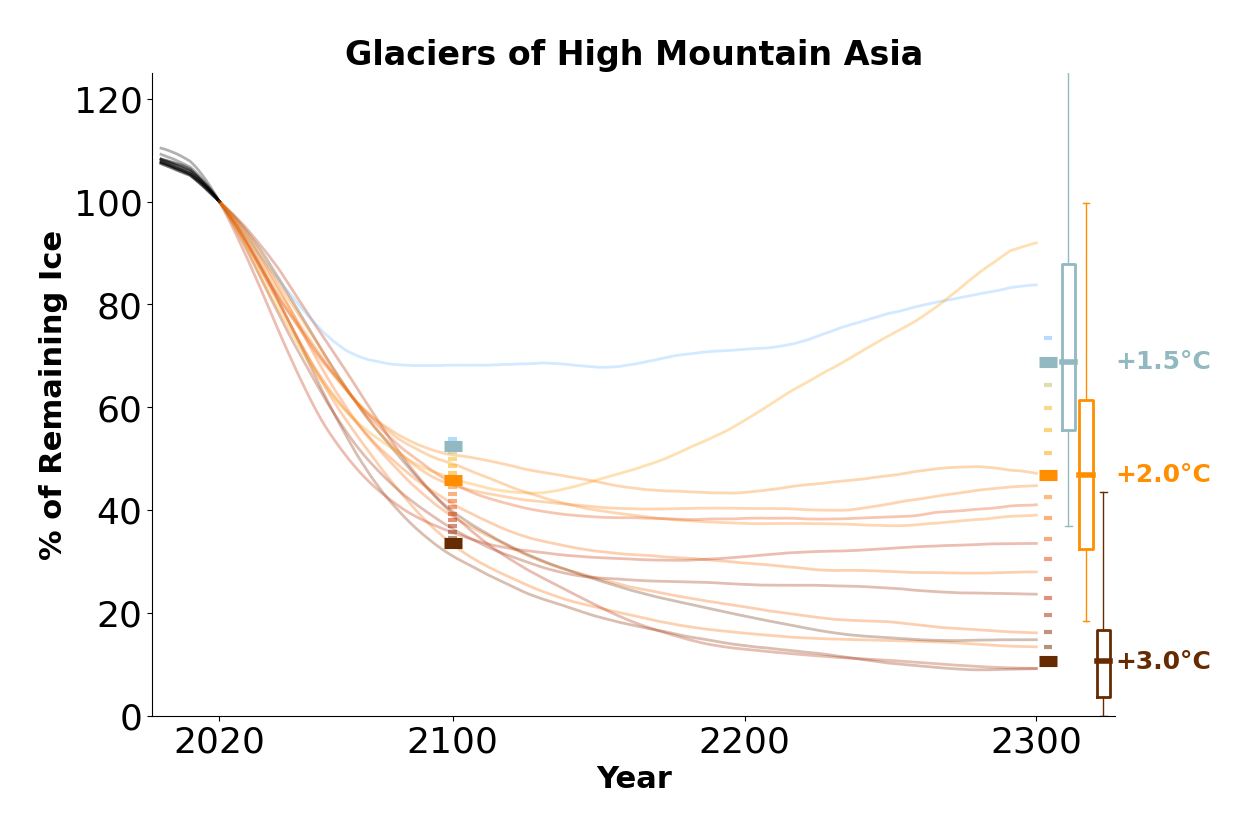 Glaciers of High Mountain Asia
120
100
80
60
40
20
0
% of Remaining Ice
+1.5°C
+2.0°C
+3.0°C
2020 2100 2200 2300
Year